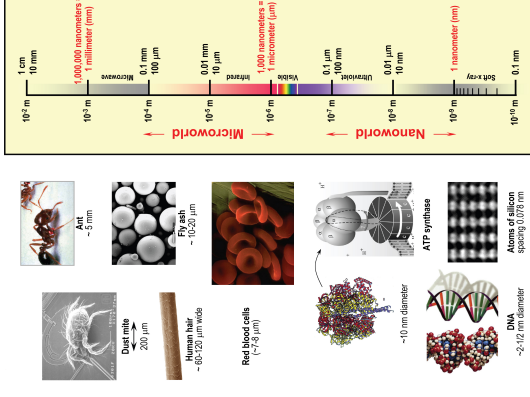 1 cm
10 mm
10⁻² m
1,000,000 nanometers =
1 millimeter (mm)
10⁻³ m
Microwave
0.1 mm
100 µm
10⁻⁴ m
0.01 mm
10 µm
10⁻⁵ m
Infrared
1,000 nanometers =
1 micrometer (µm)
10⁻⁶ m
Visible
0.1 µm
100 nm
10⁻⁷ m
Ultraviolet
0.01 µm
10 nm
10⁻⁸ m
1 nanometer (nm)
10⁻⁹ m
Soft x-ray
0.1 nm
10⁻¹⁰ m
Microworld
Nanoworld
Ant
~ 5 mm
Dust mite
200 µm
Fly ash
~ 10-20 µm
Human hair
~ 60-120 µm wide
Red blood cells
(~7-8 µm)
ATP synthase
~10 nm diameter
Atoms of silicon
spacing 0.078 nm
DNA
~2-1/2 nm diameter